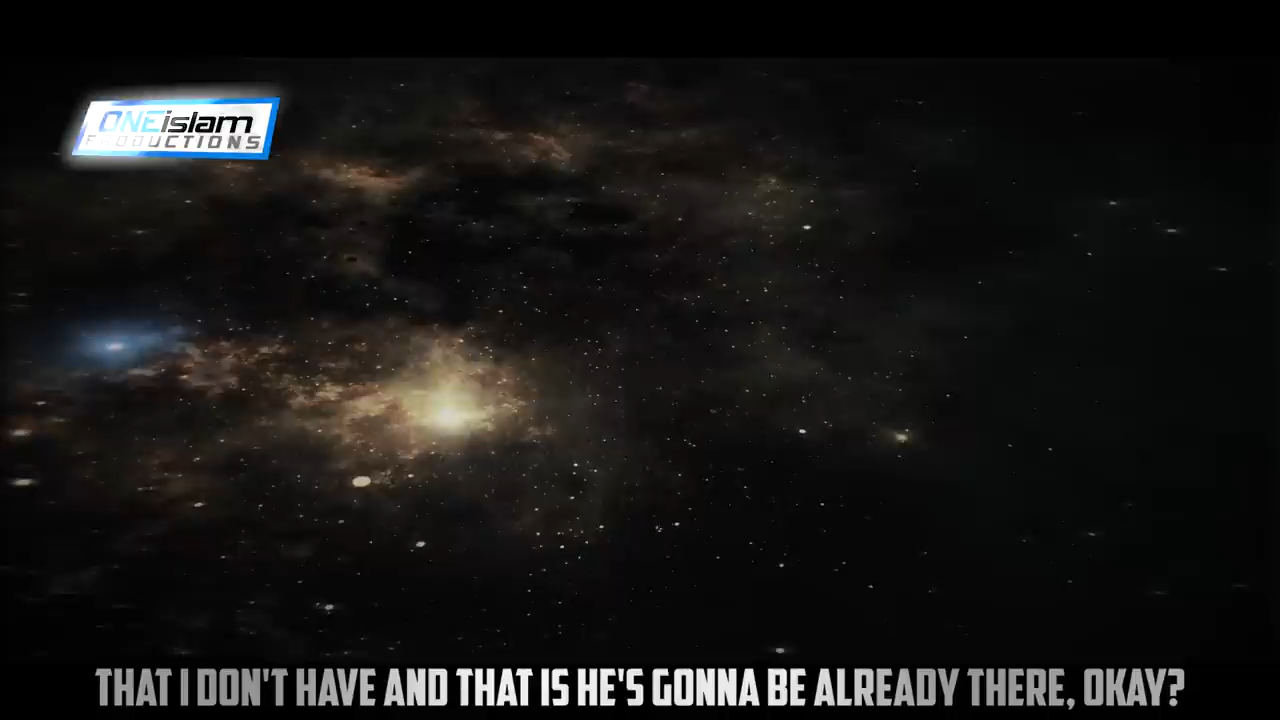 ONEislam
PRODUCTIONS
THAT I DON'T HAVE AND THAT IS HE'S GONNA BE ALREADY THERE, OKAY?